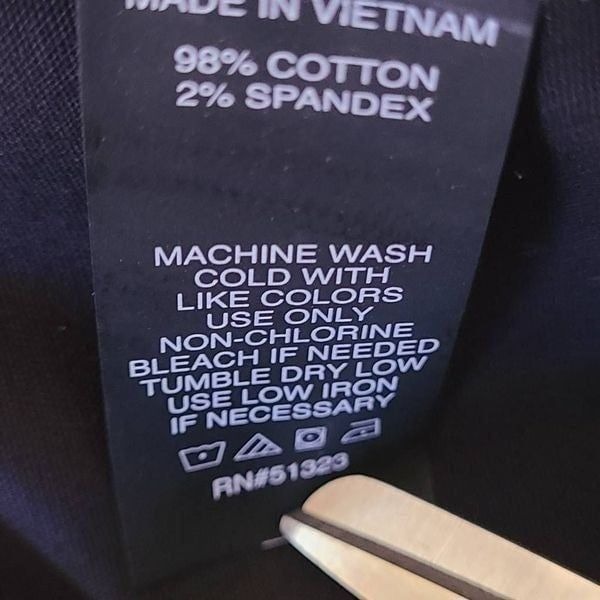 MADE IN VIETNAM
98% COTTON
2% SPANDEX
MACHINE WASH
COLD WITH
LIKE COLORS
USE ONLY
NON-CHLORINE
BLEACH IF NEEDED
TUMBLE DRY LOW
USE LOW IRON
IF NECESSARY
RN#51323